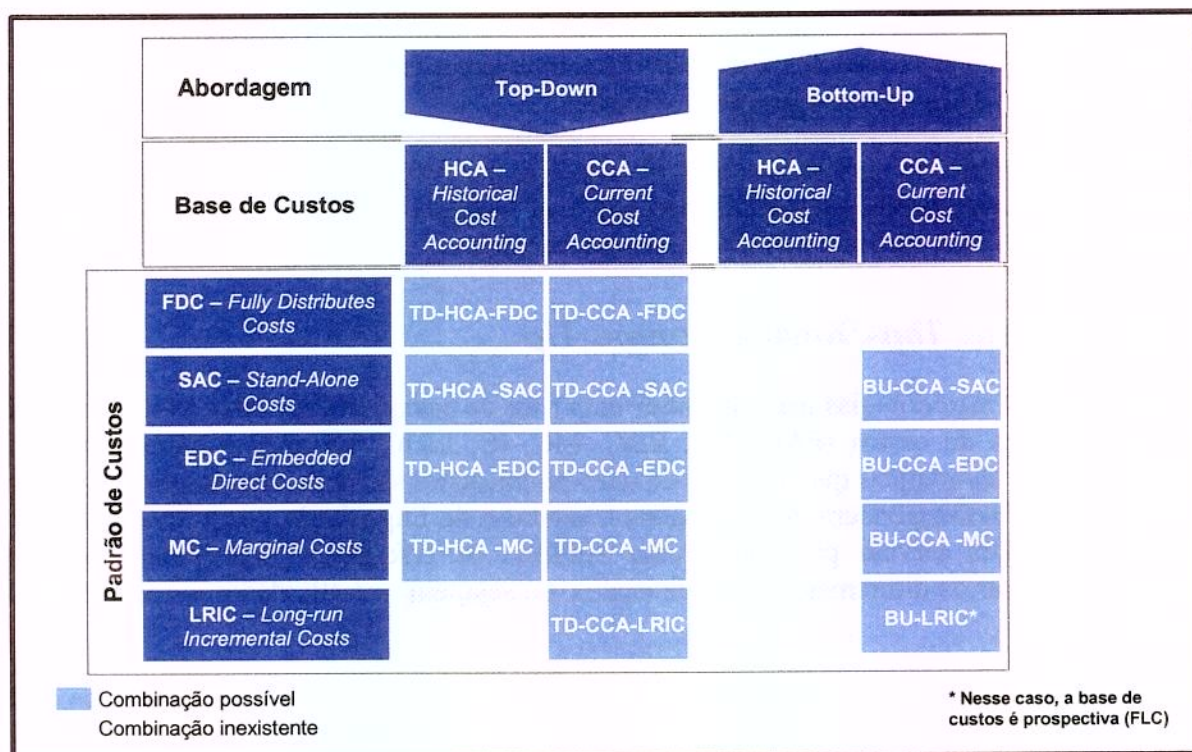 Abordagem
Top-Down
Bottom-Up
Base de Custos
HCA –
Historical
Cost
Accounting
CCA –
Current
Cost
Accounting
HCA –
Historical
Cost
Accounting
CCA –
Current
Cost
Accounting
Padrão de Custos
FDC – Fully Distributes
Costs
TD-HCA-FDC
TD-CCA -FDC
SAC – Stand-Alone
Costs
TD-HCA -SAC
TD-CCA -SAC
BU-CCA -SAC
EDC – Embedded
Direct Costs
TD-HCA -EDC
TD-CCA -EDC
BU-CCA -EDC
MC – Marginal Costs
TD-HCA -MC
TD-CCA -MC
BU-CCA -MC
LRIC – Long-run
Incremental Costs
TD-CCA-LRIC
BU-LRIC*
Combinação possível
Combinação inexistente
* Nesse caso, a base de
custos é prospectiva (FLC)